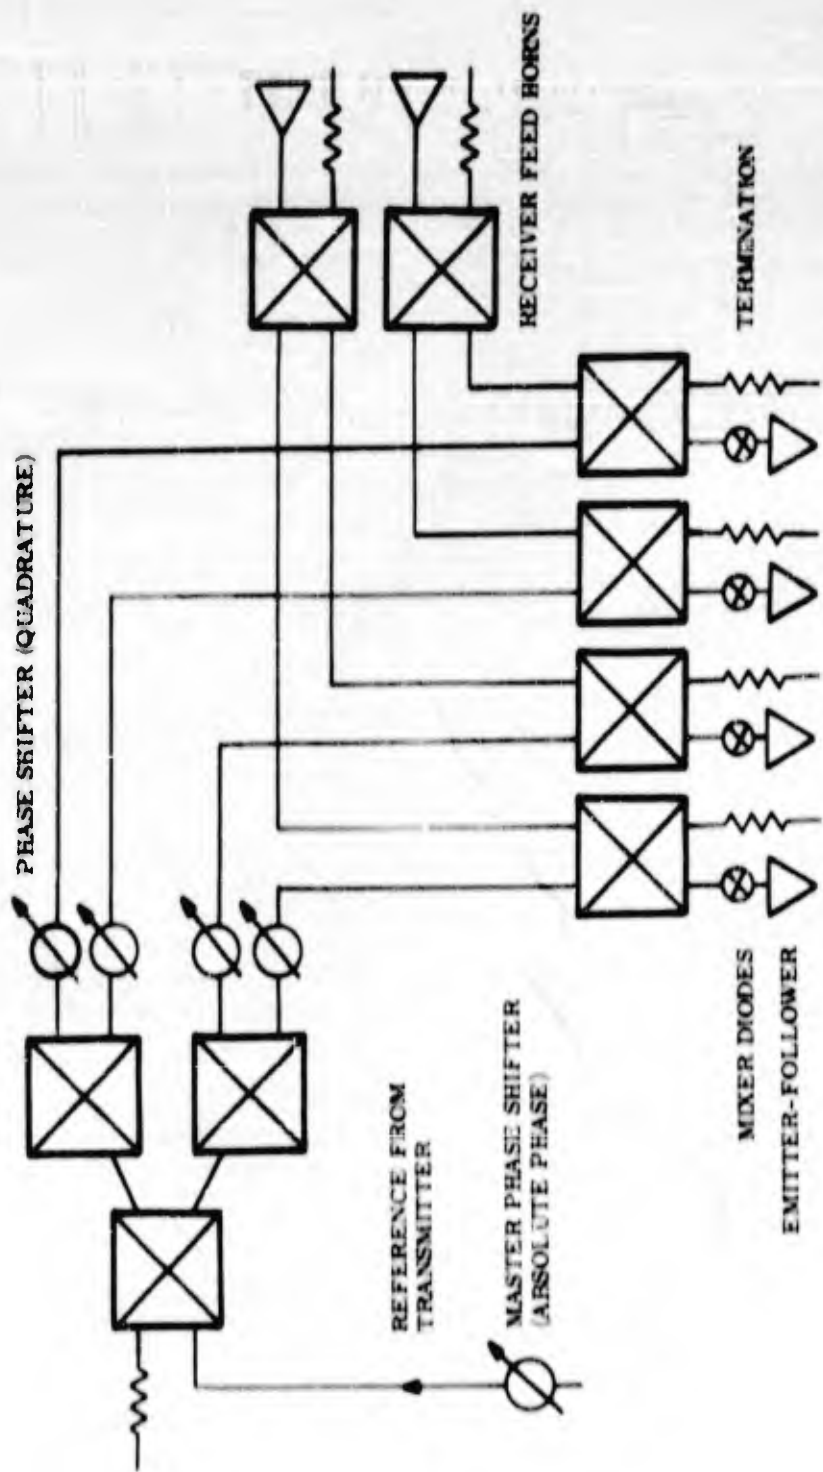 PHASE SHIFTER (QUADRATURE)
REFERENCE FROM
TRANSMITTER
MASTER PHASE SHIFTER
(ABSOLUTE PHASE)
MIXER DIODES
EMITTER-FOLLOWER
RECEIVER FEED HORNS
TERMINATION